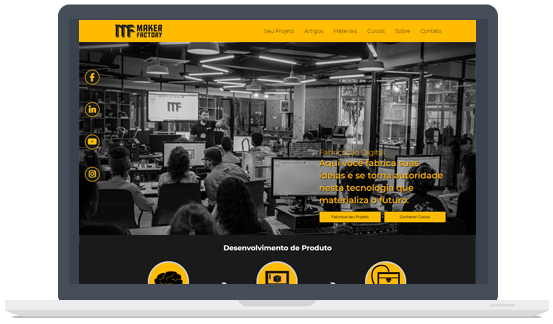 MF MAKER
FACTORY
Seu Projeto Artigos Materiais Cursos Sobre Contato
MF
Fabricação Digital
Aqui você fabrica suas
ideias e se torna autoridade
nesta tecnologia que
materializa o futuro.
Fabrique seu Projeto Conhecer Cursos
Desenvolvimento de Produto